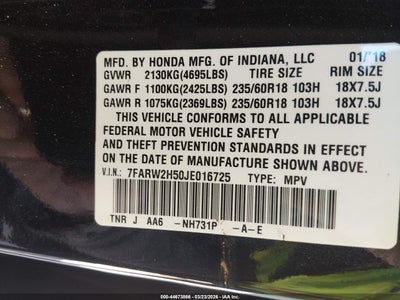 MFD. BY HONDA MFG. OF INDIANA, LLC 01/18
GVWR 2130KG(4695LBS) TIRE SIZE RIM SIZE
GAWR F 1100KG(2425LBS) 235/60R18 103H 18X7.5J
GAWR R 1075KG(2369LBS) 235/60R18 103H 18X7.5J
THIS VEHICLE CONFORMS TO ALL APPLICABLE
FEDERAL MOTOR VEHICLE SAFETY
AND THEFT PREVENTION STANDARDS IN EFFECT
ON THE DATE OF MANUFACTURE SHOWN ABOVE.
V.I.N.: 7FARW2H50JE016725 TYPE: MPV
TNR J AA6 -NH731P -A-E
000-44673088 (03/23/2026 - IAAI)